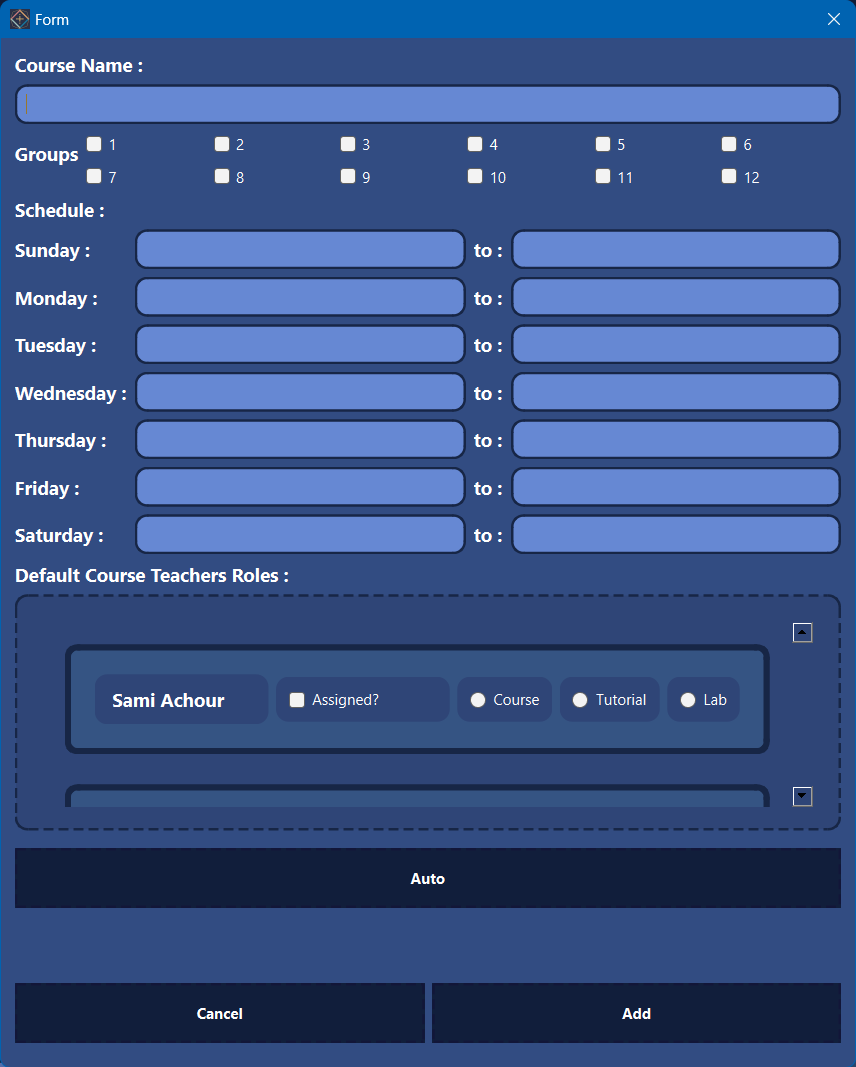 Form
Course Name :
Groups
1 2 3 4 5 6
7 8 9 10 11 12
Schedule :
Sunday : to :
Monday : to :
Tuesday : to :
Wednesday : to :
Thursday : to :
Friday : to :
Saturday : to :
Default Course Teachers Roles :
Sami Achour Assigned? Course Tutorial Lab
Auto
Cancel Add